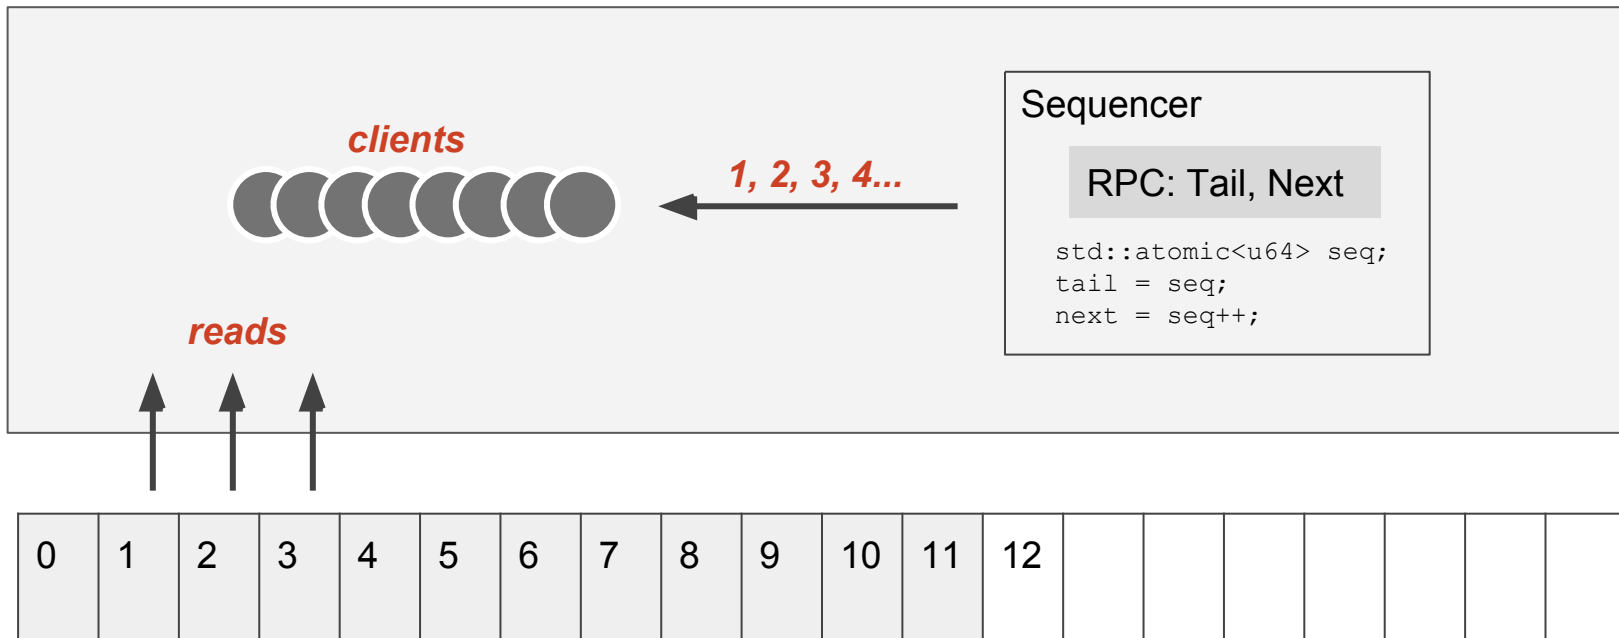 Sequencer
clients
1, 2, 3, 4...
RPC: Tail, Next
std::atomic<u64> seq;
tail = seq;
next = seq++;
reads
0 1 2 3 4 5 6 7 8 9 10 11 12